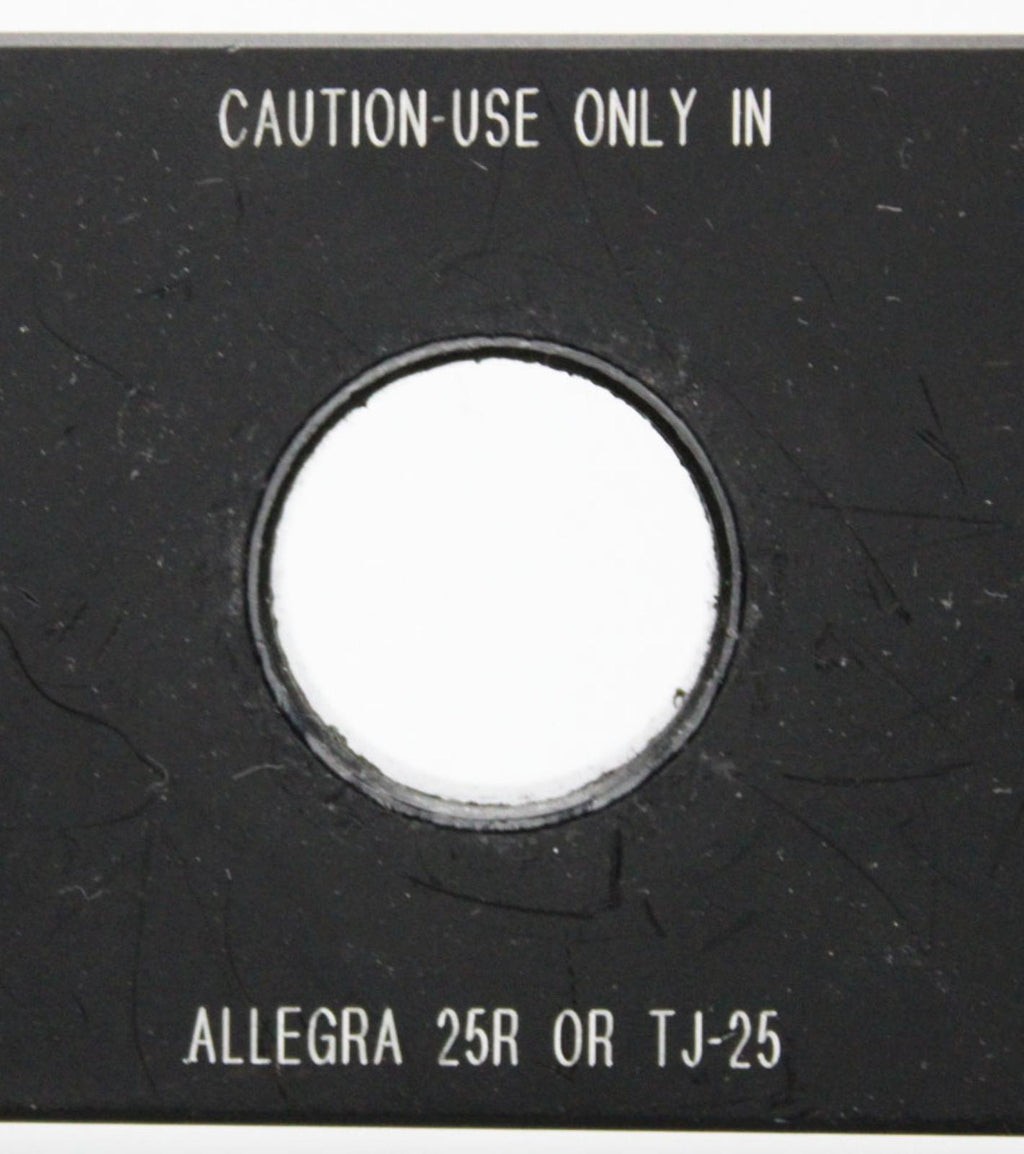 CAUTION-USE ONLY IN
ALLEGRA 25R OR TJ-25